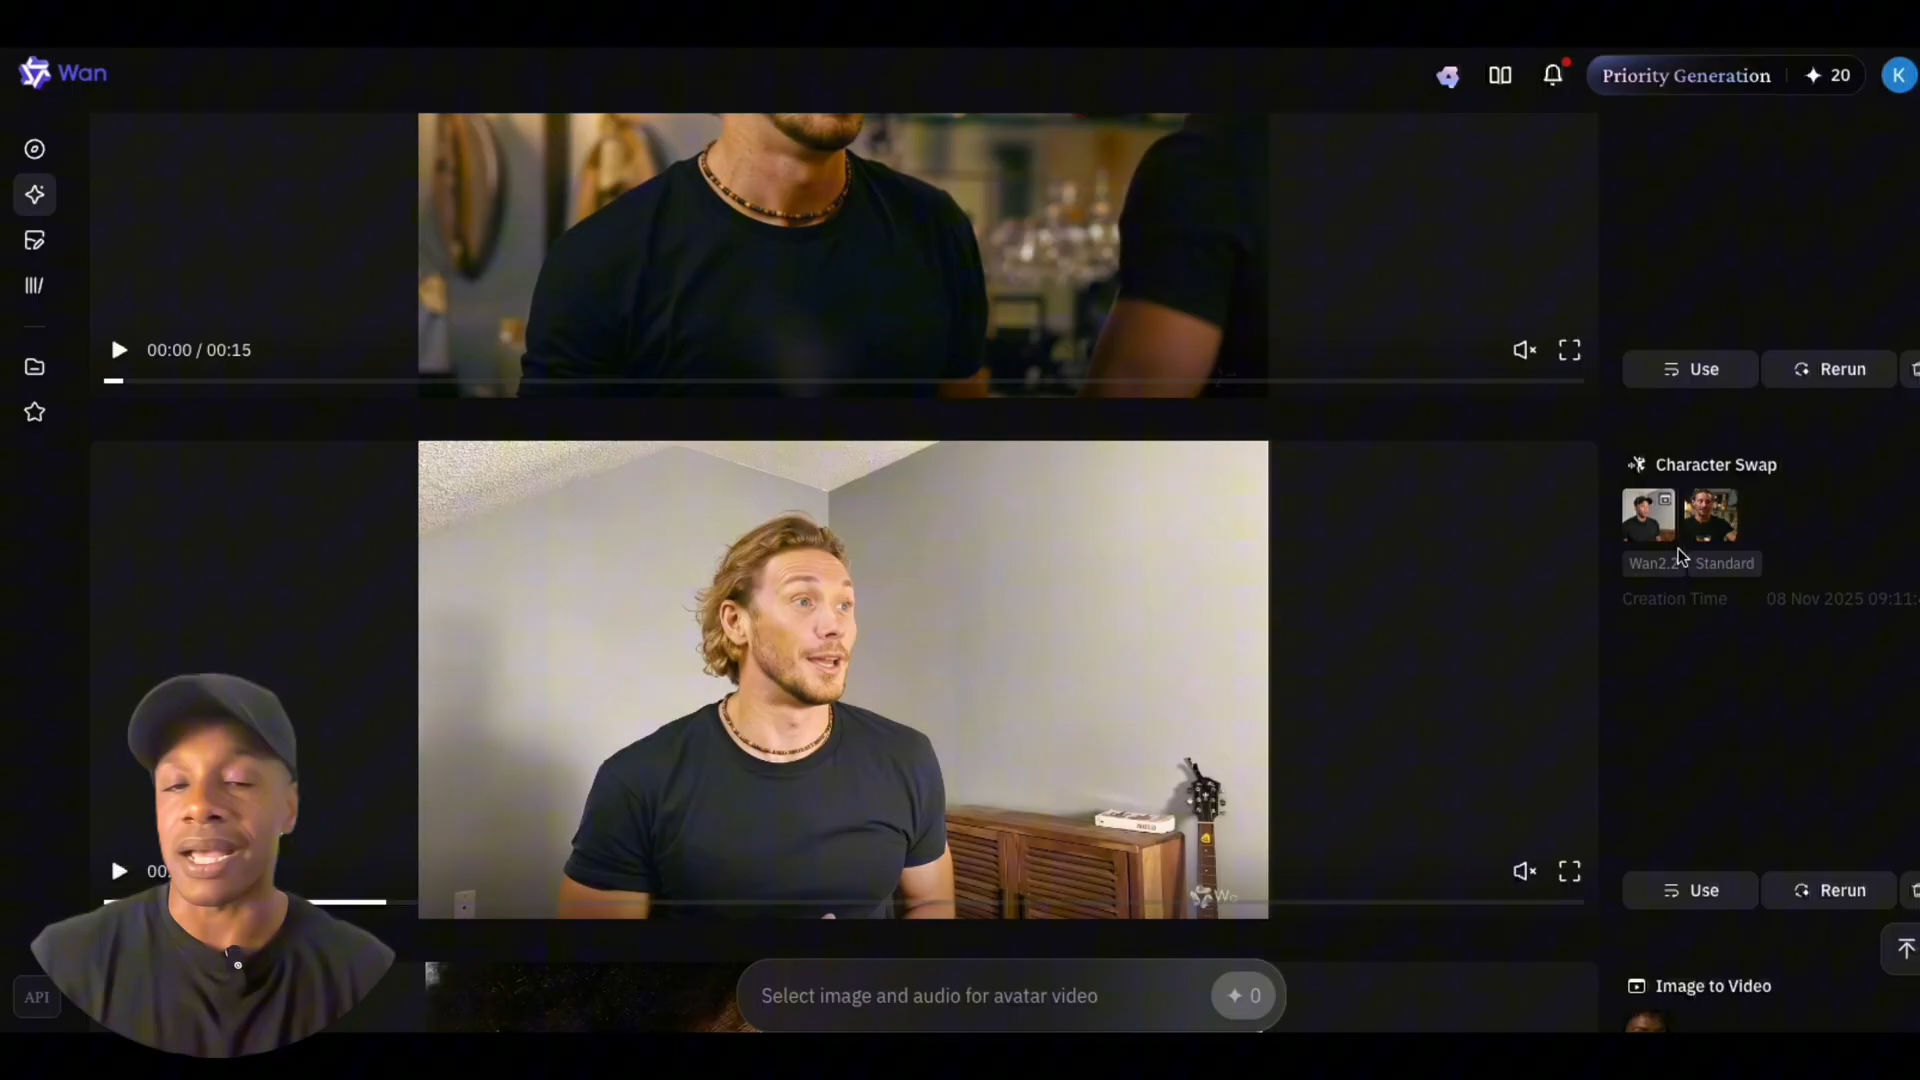 Wan
Priority Generation 20
K
00:00 / 00:15
Use Rerun
Character Swap
Standard
Creation Time 08 Nov 2025 09:11:
00
Use Rerun
API
Select image and audio for avatar video 0
Image to Video